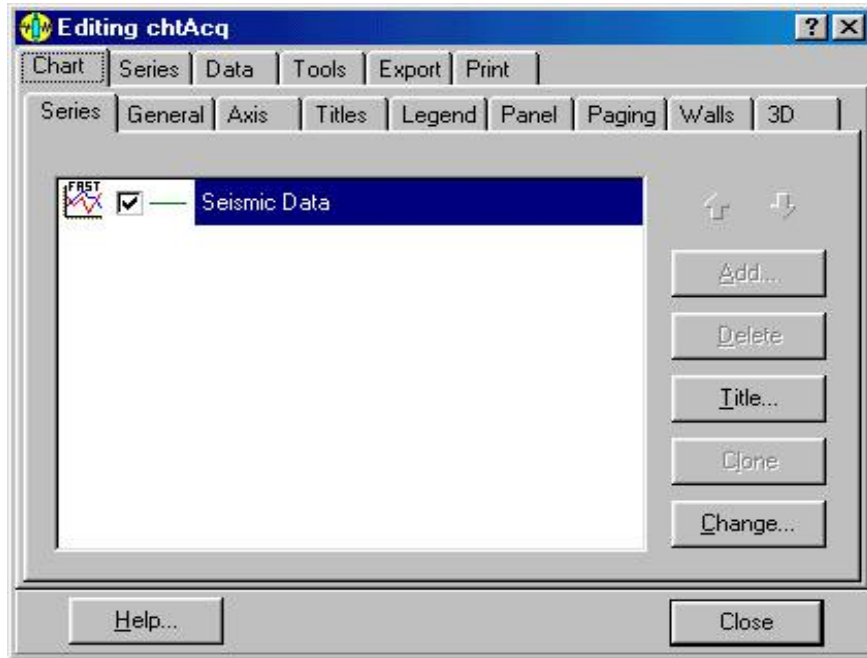 Editing chtAcq
Chart Series Data Tools Export Print
Series General Axis Titles Legend Panel Paging Walls 3D
FAST
Seismic Data
Add...
Delete
Title...
Clone
Change...
Help...
Close